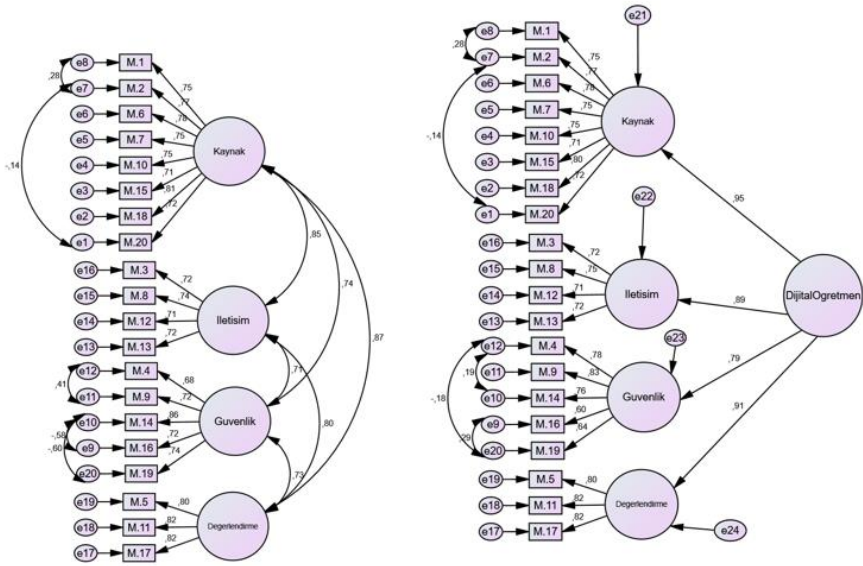 e8 M.1
,28
e7 M.2
e6 M.6
e5 M.7
e4 M.10
e3 M.15
e2 M.18
e1 M.20
-,14
,75
,77
,78
,75
,75
,71
,81
,72
Kaynak
e16 M.3
e15 M.8
e14 M.12
e13 M.13
,72
,74
,71
,72
Iletisim
e12 M.4
,41
e11 M.9
e10 M.14
e9 M.16
e20 M.19
-,58
-,60
,68
,72
,86
,72
,74
Guvenlik
e19 M.5
e18 M.11
e17 M.17
,80
,82
,82
Degerlendirme
,85
,74
,87
,71
,80
,73
e21
e8 M.1
,28
e7 M.2
e6 M.6
e5 M.7
e4 M.10
e3 M.15
e2 M.18
e1 M.20
-,14
,75
,77
,78
,75
,75
,71
,80
,72
Kaynak
e22
e16 M.3
e15 M.8
e14 M.12
e13 M.13
,72
,75
,71
,72
Iletisim
e23
e12 M.4
e11 M.9
e10 M.14
e9 M.16
e20 M.19
,19
-,18
,29
,78
,83
,76
,60
,64
Guvenlik
e19 M.5
e18 M.11
e17 M.17
,80
,82
,82
Degerlendirme
e24
,95
,89
,79
,91
DijitalOgretmen